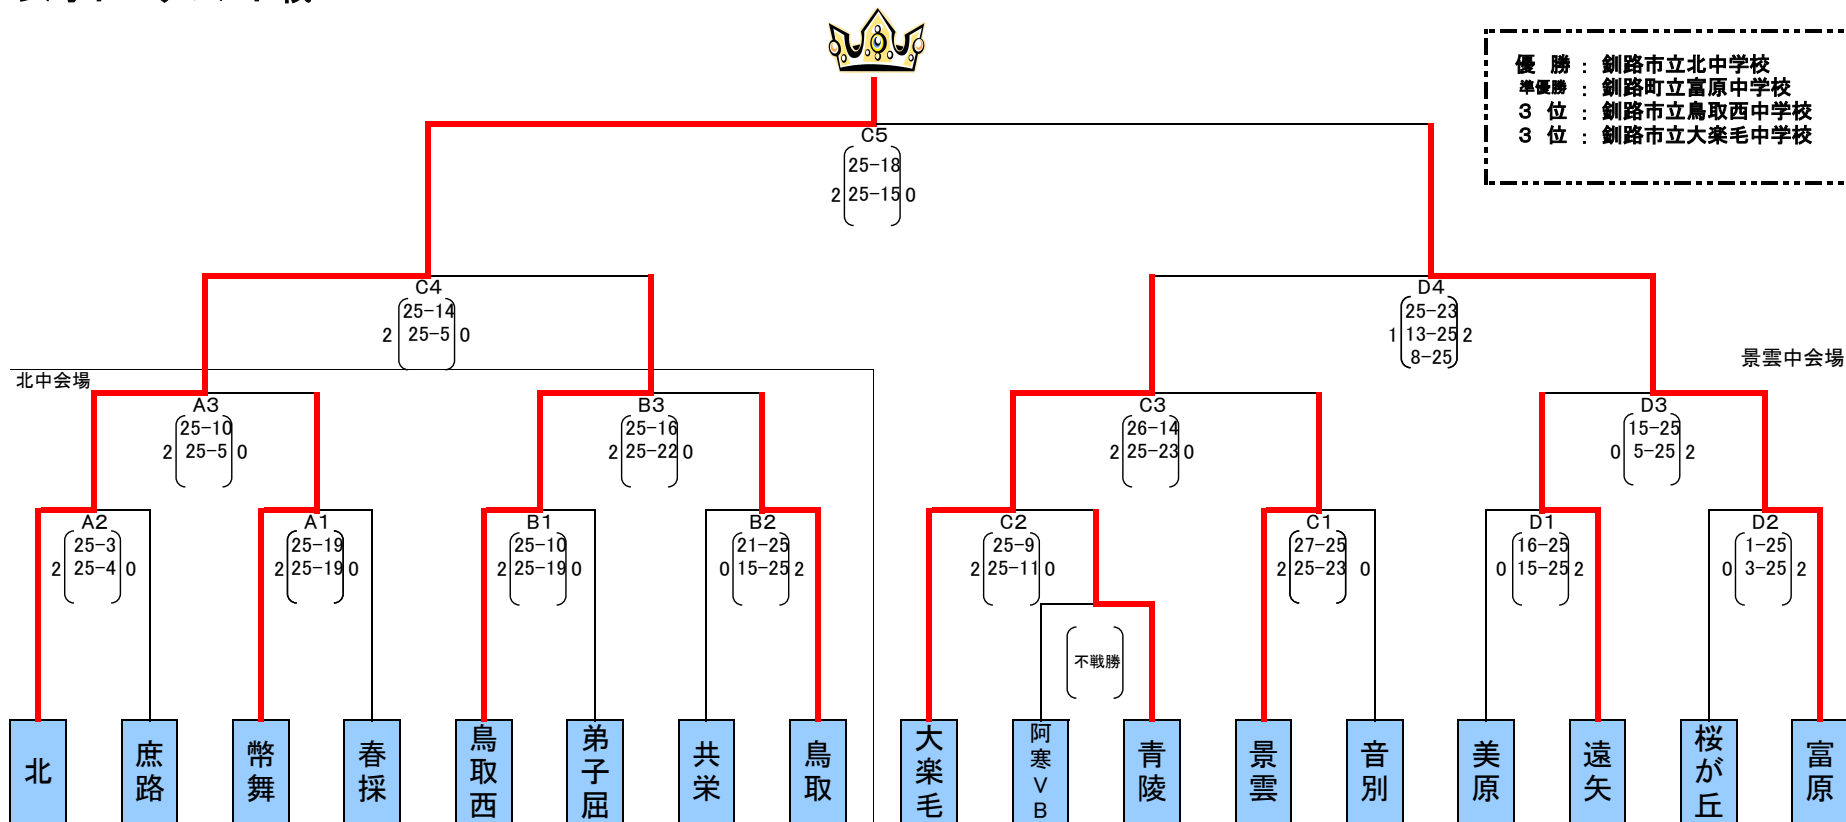 優 勝 : 釧路市立北中学校
準優勝 : 釧路町立富原中学校
3 位 : 釧路市立鳥取西中学校
3 位 : 釧路市立大楽毛中学校
C5
25-18
2 25-15 0
C4
25-14
2 25-5 0
D4
25-23
1 13-25 2
8-25
北中会場
景雲中会場
A3
25-10
2 25-5 0
B3
25-16
2 25-22 0
C3
26-14
2 25-23 0
D3
15-25
0 5-25 2
A2
25-3
2 25-4 0
A1
25-19
2 25-19 0
B1
25-10
2 25-19 0
B2
21-25
0 15-25 2
C2
25-9
2 25-11 0
C1
27-25
2 25-23 0
D1
16-25
0 15-25 2
D2
1-25
0 3-25 2
不戦勝
北
庶路
幣舞
春採
鳥取西
弟子屈
共栄
鳥取
大楽毛
阿寒VB
青陵
景雲
音別
美原
遠矢
桜が丘
富原